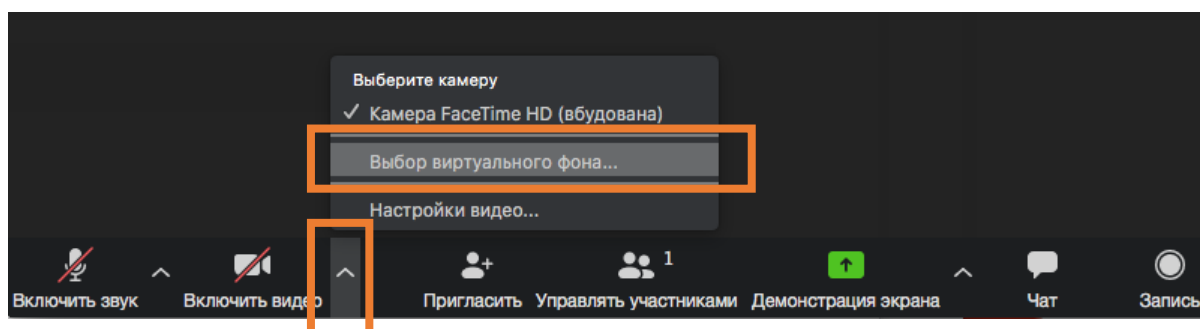 Выберите камеру
✓ Камера FaceTime HD (вбудована)
Выбор виртуального фона...
Настройки видео...
1
Включить звук Включить видео Пригласить Управлять участниками Демонстрация экрана Чат Запись